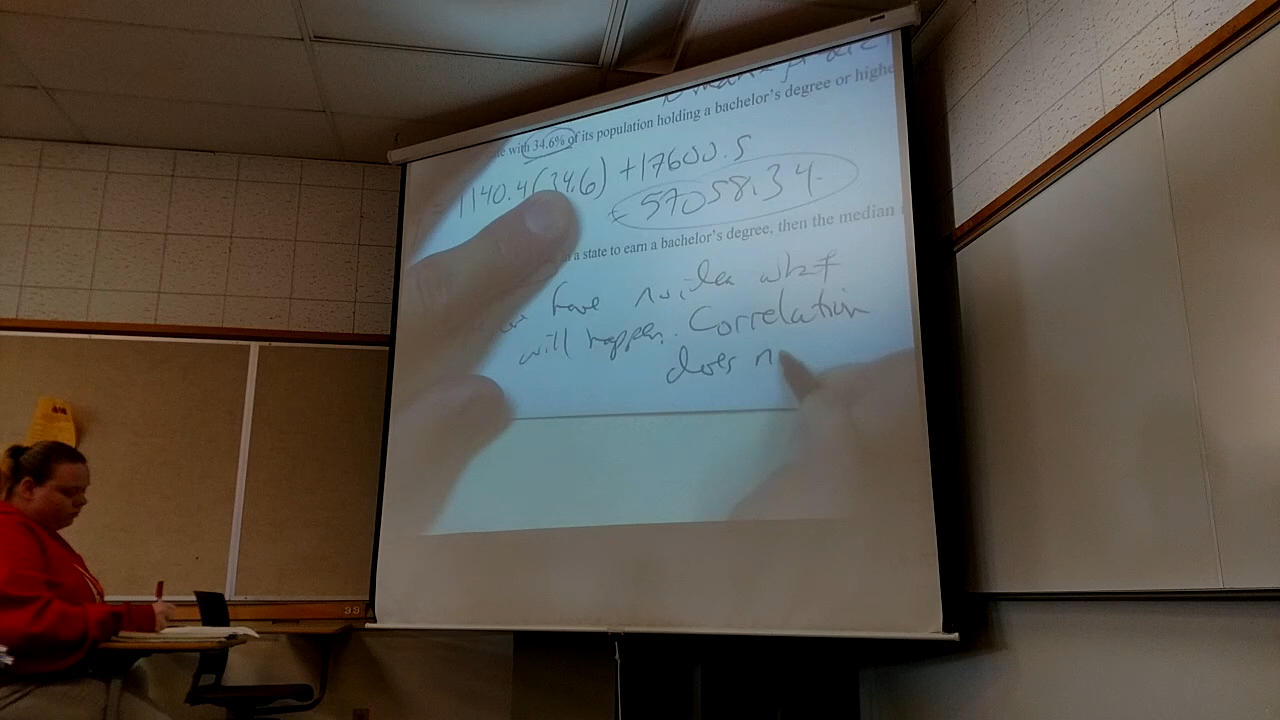 with 34.6% of its population holding a bachelor's degree or highe
1140.4(34.6) +17600.5
= 57058.34
a state to earn a bachelor's degree, then the median
have no idea what
will happen. Correlation
does n
33